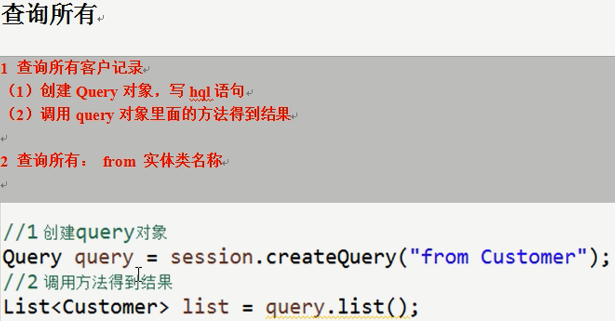 查询所有
1 查询所有客户记录
（1）创建 Query 对象，写 hql 语句
（2）调用 query 对象里面的方法得到结果
2 查询所有： from 实体类名称
//1 创建query对象
Query query = session.createQuery("from Customer");
//2 调用方法得到结果
List<Customer> list = query.list();